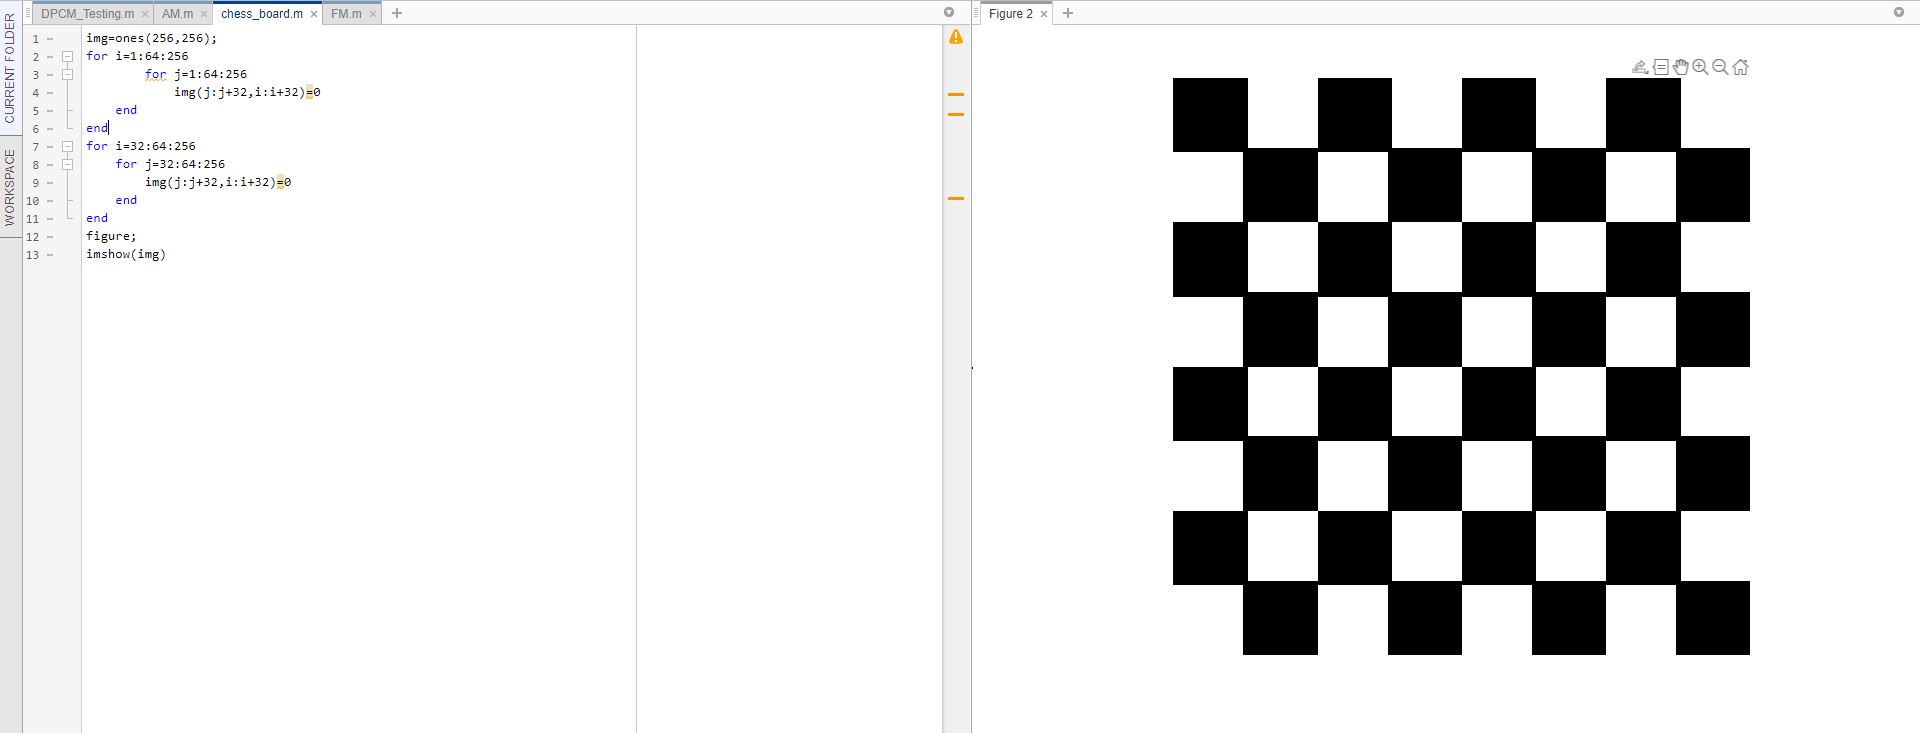 CURRENT FOLDER
WORKSPACE
DPCM_Testing.m × AM.m × chess_board.m × FM.m × +
1 img=ones(256,256);
2 for i=1:64:256
3 for j=1:64:256
4 img(j:j+32,i:i+32)=0
5 end
6 end
7 for i=32:64:256
8 for j=32:64:256
9 img(j:j+32,i:i+32)=0
10 end
11 end
12 figure;
13 imshow(img)
Figure 2 × +